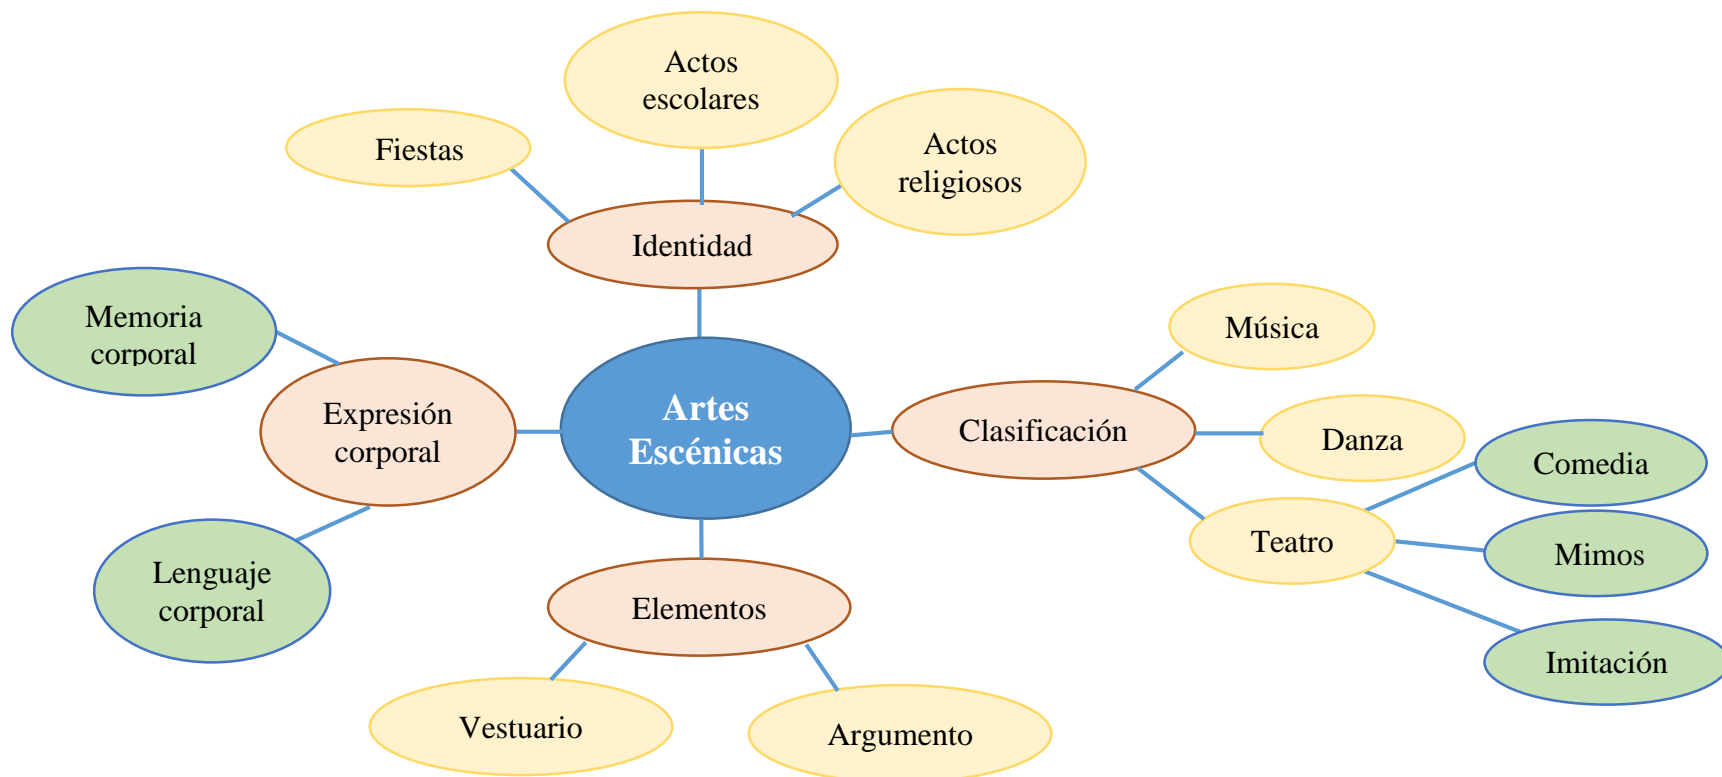 Actos
escolares
Fiestas
Actos
religiosos
Identidad
Memoria
corporal
Música
Expresión
corporal
Artes
Escénicas
Clasificación
Danza
Comedia
Teatro
Mimos
Lenguaje
corporal
Elementos
Imitación
Vestuario
Argumento